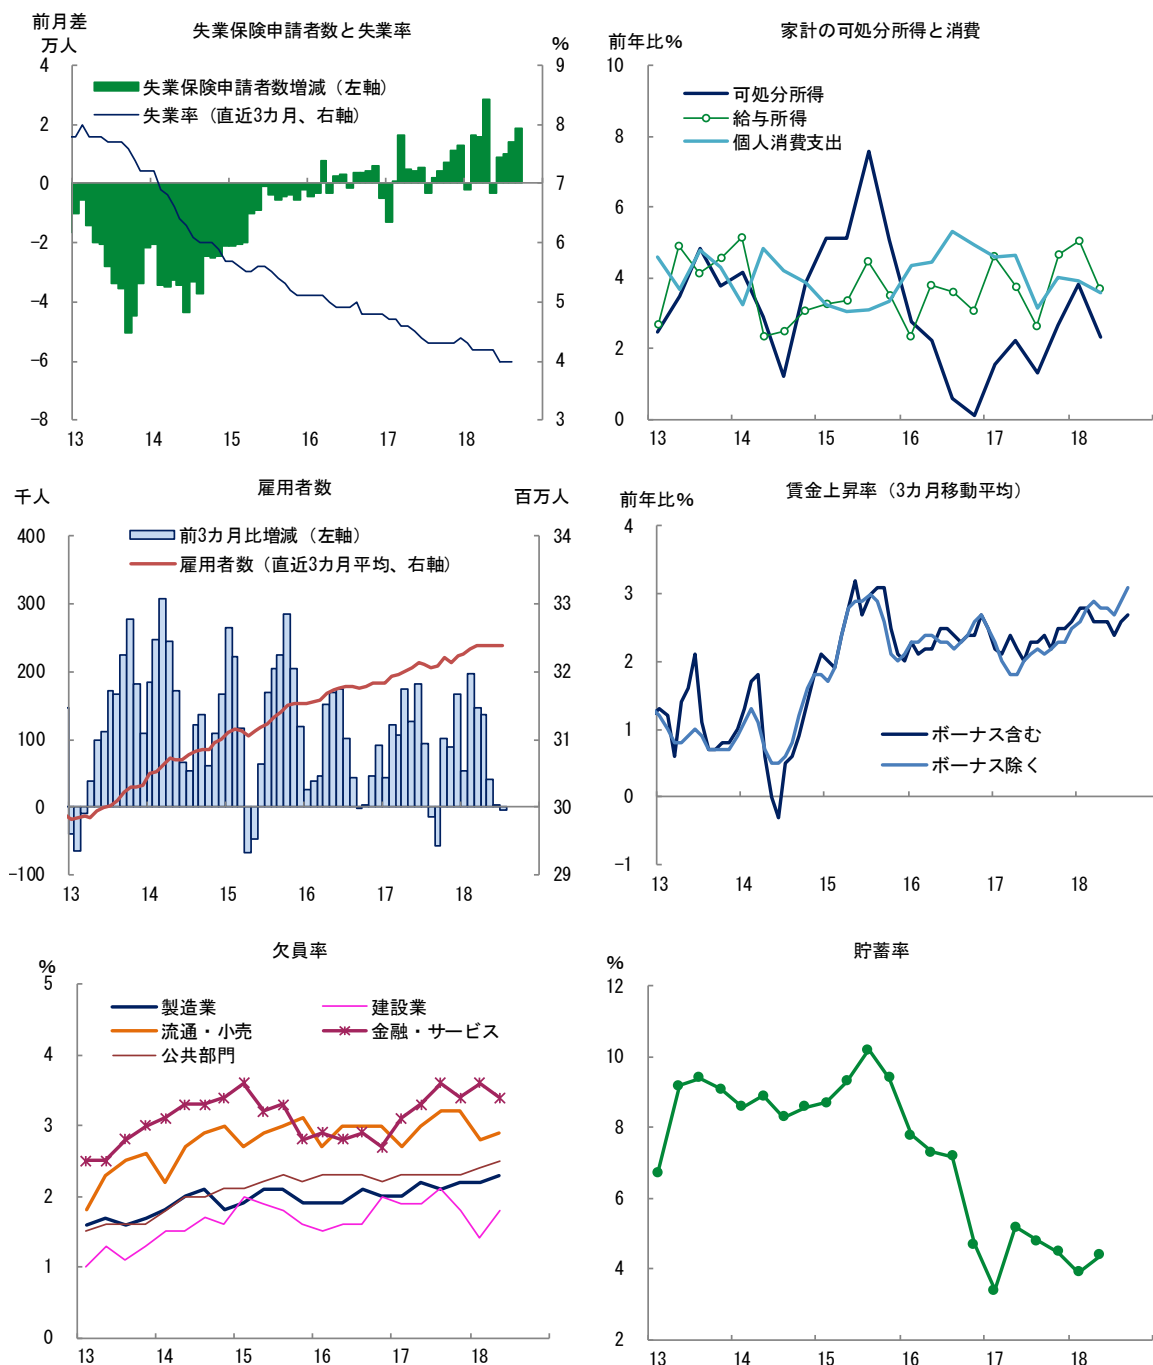 前月差
万人
失業保険申請者数と失業率
%
4
2
0
−2
−4
−6
−8
9
8
7
6
5
4
3
失業保険申請者数増減（左軸）
失業率（直近3カ月、右軸）
13 14 15 16 17 18
家計の可処分所得と消費
前年比%
10
8
6
4
2
0
可処分所得
給与所得
個人消費支出
13 14 15 16 17 18
雇用者数
千人
百万人
400
300
200
100
0
−100
34
33
32
31
30
29
前3カ月比増減（左軸）
雇用者数（直近3カ月平均、右軸）
13 14 15 16 17 18
賃金上昇率（3カ月移動平均）
前年比%
4
3
2
1
0
−1
ボーナス含む
ボーナス除く
13 14 15 16 17 18
欠員率
%
5
4
3
2
1
0
製造業
建設業
流通・小売
金融・サービス
公共部門
13 14 15 16 17 18
貯蓄率
%
12
10
8
6
4
2
13 14 15 16 17 18